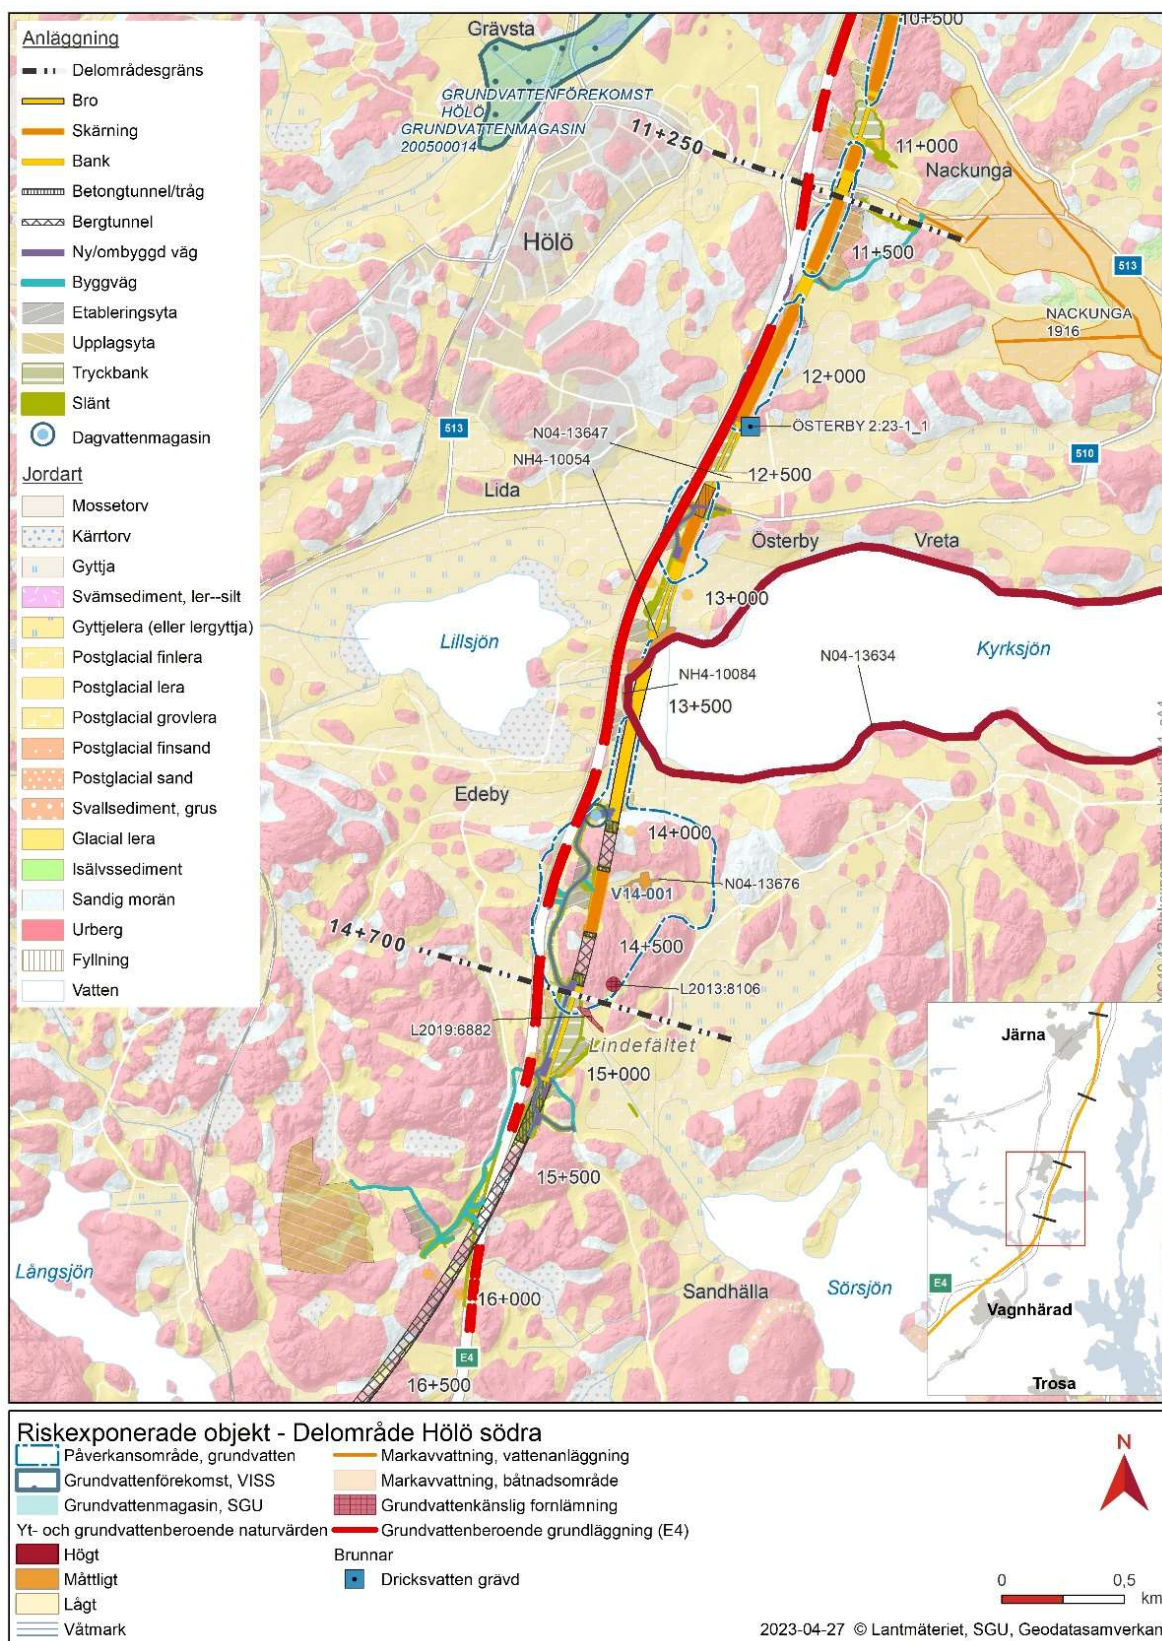 Anläggning
Delområdesgräns
Bro
Skärning
Bank
Betongtunnel/tråg
Bergtunnel
Ny/ombyggd väg
Byggväg
Etableringsyta
Upplagsyta
Tryckbank
Slänt
Dagvattenmagasin
Jordart
Mossetorv
Kärrtorv
Gyttja
Svämsediment, ler--silt
Gyttjelera (eller lergyttja)
Postglacial finlera
Postglacial lera
Postglacial grovlera
Postglacial finsand
Postglacial sand
Svallsediment, grus
Glacial lera
Isälvssediment
Sandig morän
Urberg
Fyllning
Vatten
Grävsta
GRUNDVATTENFÖREKOMST
HÖLÖ
GRUNDVATTENMAGASIN
200500014
10+500
11+250
11+000
Nackunga
Hölö
11+500
513
NACKUNGA
1916
12+000
513
ÖSTERBY 2:23-1_1
N04-13647
NH4-10054
510
12+500
Lida
Österby
Vreta
13+000
Lillsjön
Kyrksjön
N04-13634
NH4-10084
13+500
Edeby
14+000
N04-13676
V14-001
14+700
14+500
L2013:8106
L2019:6882
Lindefältet
15+000
15+500
Långsjön
Sandhälla
Sörsjön
16+000
E4
16+500
Järna
E4
Vagnhärad
Trosa
Riskexponerade objekt - Delområde Hölö södra
Påverkansområde, grundvatten
Grundvattenförekomst, VISS
Grundvattenmagasin, SGU
Yt- och grundvattenberoende naturvärden
Högt
Måttligt
Lågt
Våtmark
Markavvattning, vattenanläggning
Markavvattning, båtnadsområde
Grundvattenkänslig fornlämning
Grundvattenberoende grundläggning (E4)
Brunnar
Dricksvatten grävd
N
0 0,5
km
2023-04-27 © Lantmäteriet, SGU, Geodatasamverkan